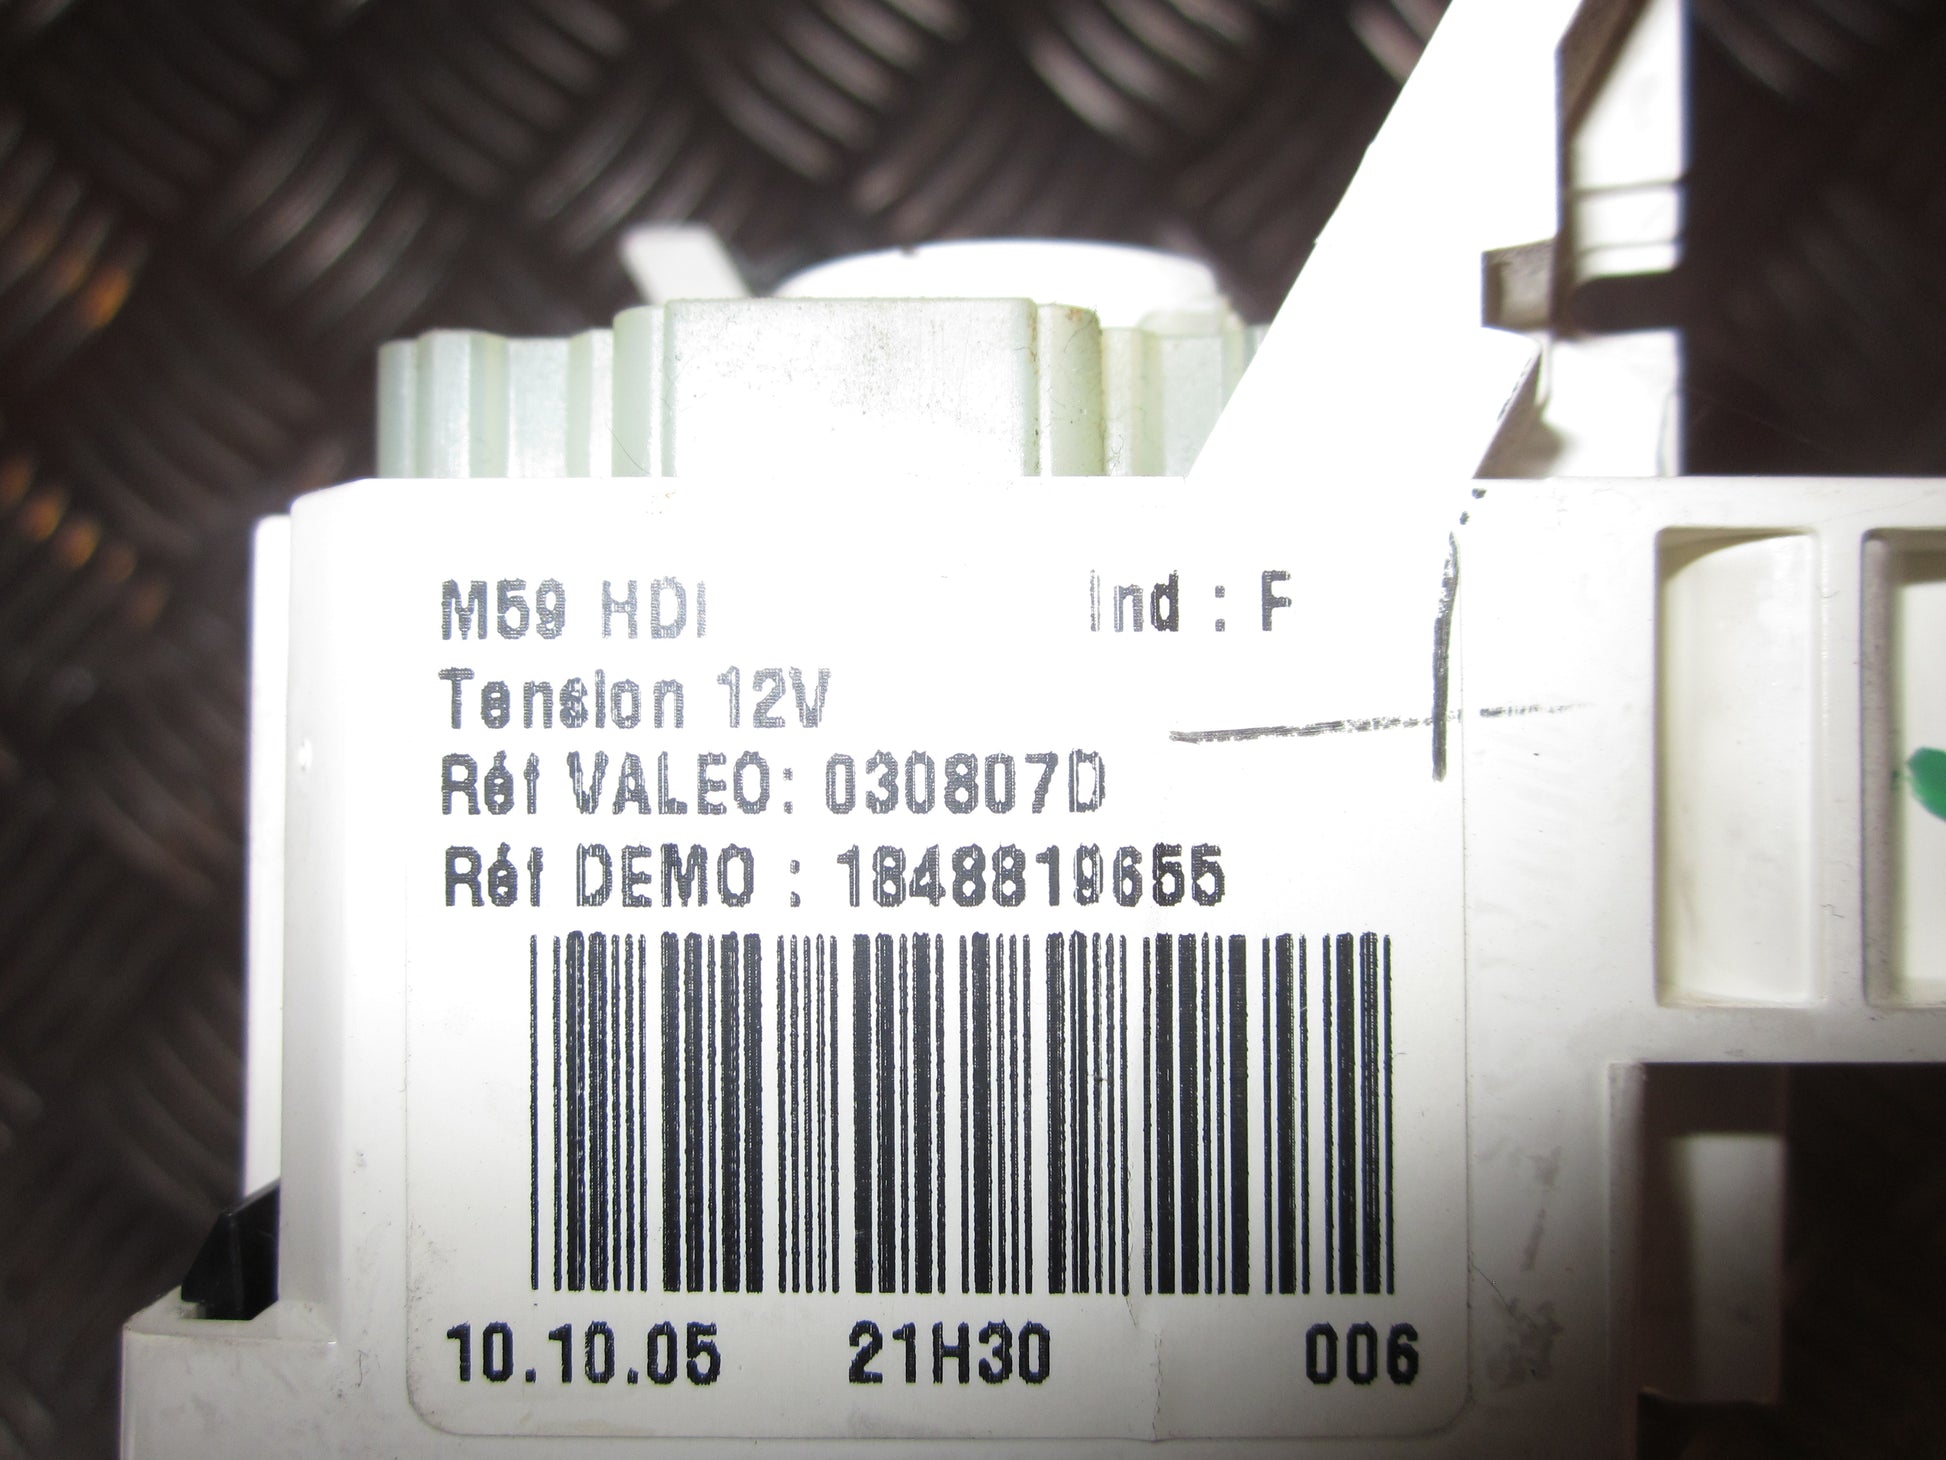 M59 HDI Ind : F
Tension 12V
Réf VALEO: 030807D
Réf DEMO : 1848819655
10.10.05 21H30 006